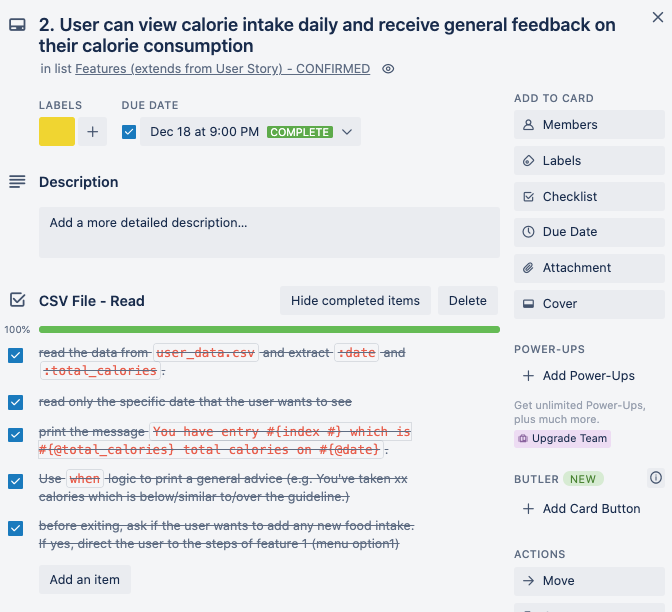 2. User can view calorie intake daily and receive general feedback on
their calorie consumption
in list Features (extends from User Story) - CONFIRMED
LABELS
DUE DATE
Dec 18 at 9:00 PM COMPLETE
Description
Add a more detailed description...
CSV File - Read
Hide completed items
Delete
100%
read the data from user_data.csv and extract :date and
:total_calories.
read only the specific date that the user wants to see
print the message You have entry #{index #} which is
#{@total_calories} total calories on #{@date}.
Use when logic to print a general advice (e.g. You've taken xx
calories which is below/similar to/over the guideline.)
before exiting, ask if the user wants to add any new food intake.
If yes, direct the user to the steps of feature 1 (menu option1)
Add an item
ADD TO CARD
Members
Labels
Checklist
Due Date
Attachment
Cover
POWER-UPS
+ Add Power-Ups
Get unlimited Power-Ups,
plus much more.
Upgrade Team
BUTLER NEW
+ Add Card Button
ACTIONS
→ Move